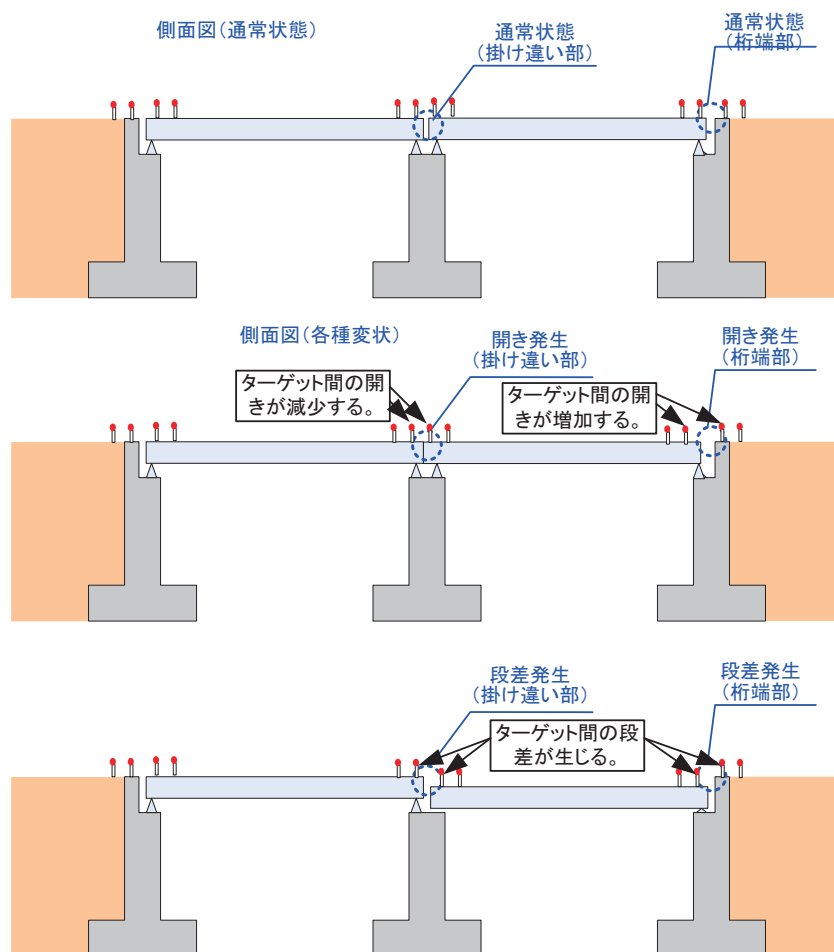 側面図(通常状態)
通常状態
(掛け違い部)
通常状態
(桁端部)
側面図(各種変状)
開き発生
(掛け違い部)
開き発生
(桁端部)
ターゲット間の開
きが減少する。
ターゲット間の開
きが増加する。
段差発生
(掛け違い部)
段差発生
(桁端部)
ターゲット間の段
差が生じる。